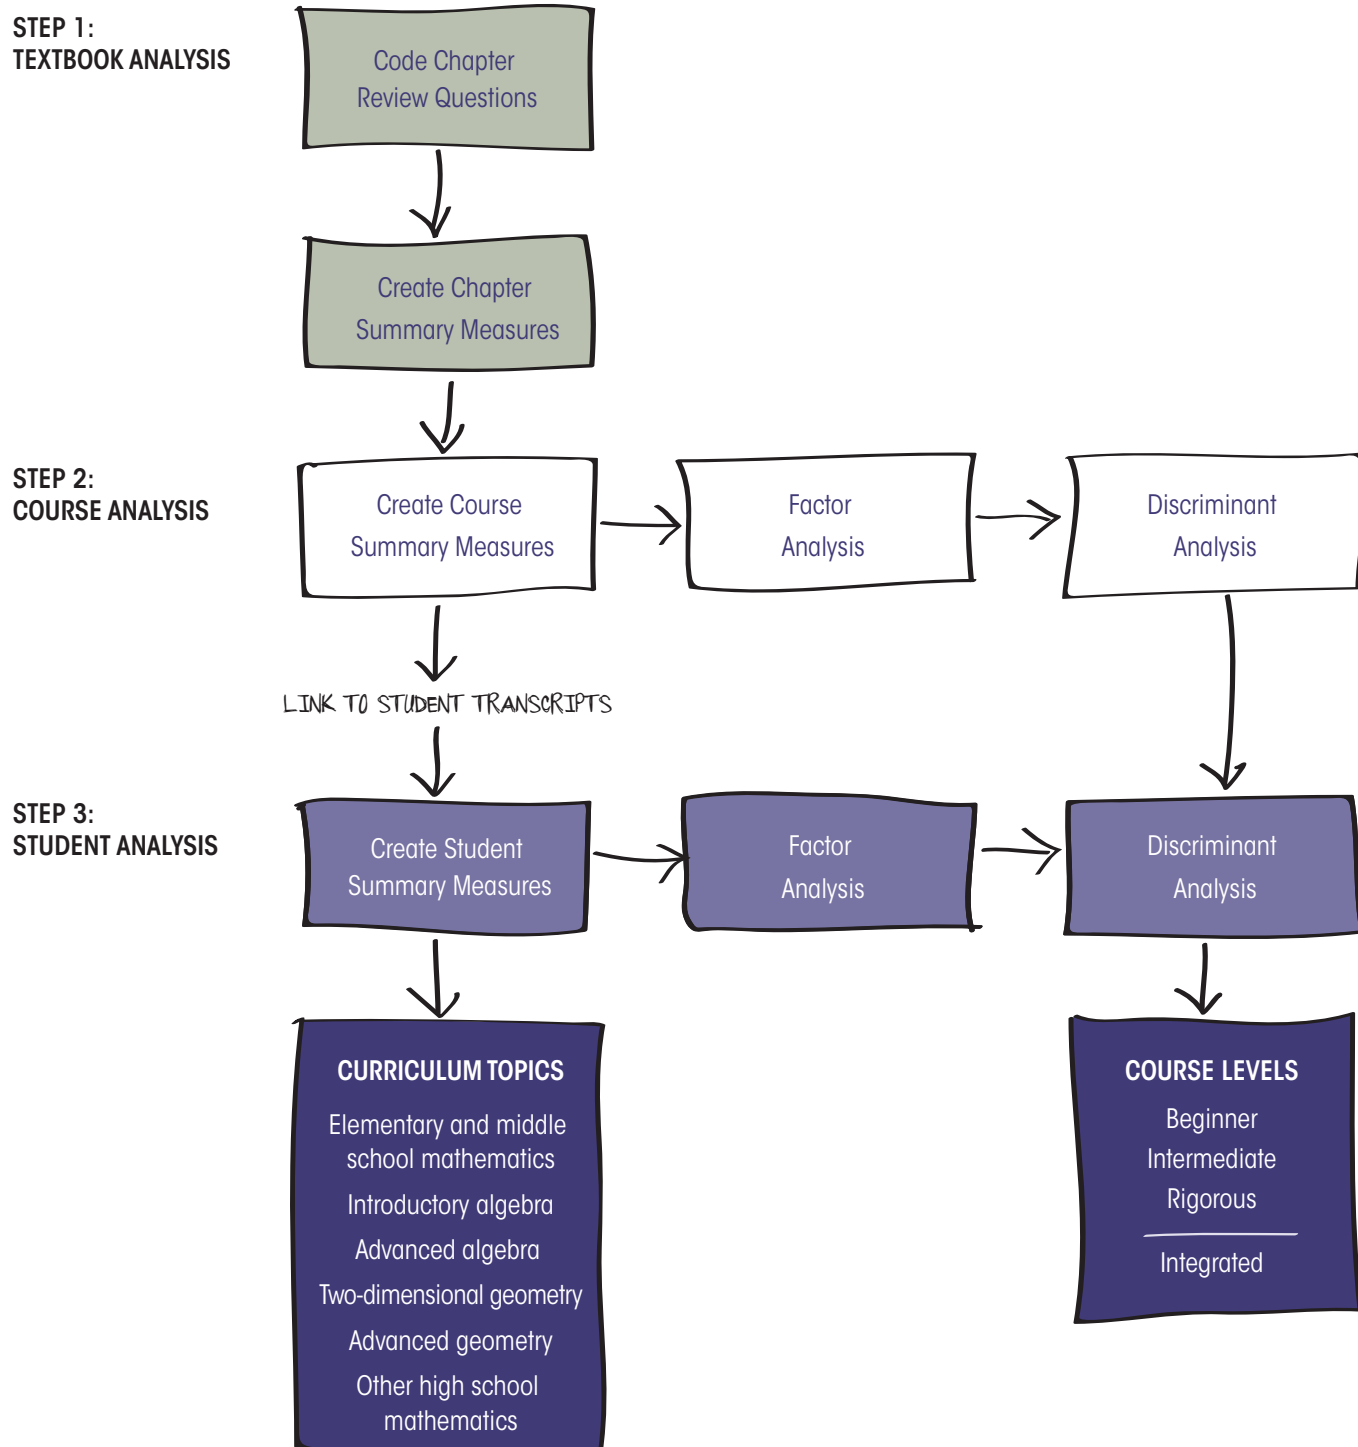 STEP 1:
TEXTBOOK ANALYSIS
Code Chapter
Review Questions
Create Chapter
Summary Measures
STEP 2:
COURSE ANALYSIS
Create Course
Summary Measures
Factor
Analysis
Discriminant
Analysis
LINK TO STUDENT TRANSCRIPTS
STEP 3:
STUDENT ANALYSIS
Create Student
Summary Measures
Factor
Analysis
Discriminant
Analysis
CURRICULUM TOPICS
Elementary and middle
school mathematics
Introductory algebra
Advanced algebra
Two-dimensional geometry
Advanced geometry
Other high school
mathematics
COURSE LEVELS
Beginner
Intermediate
Rigorous
Integrated